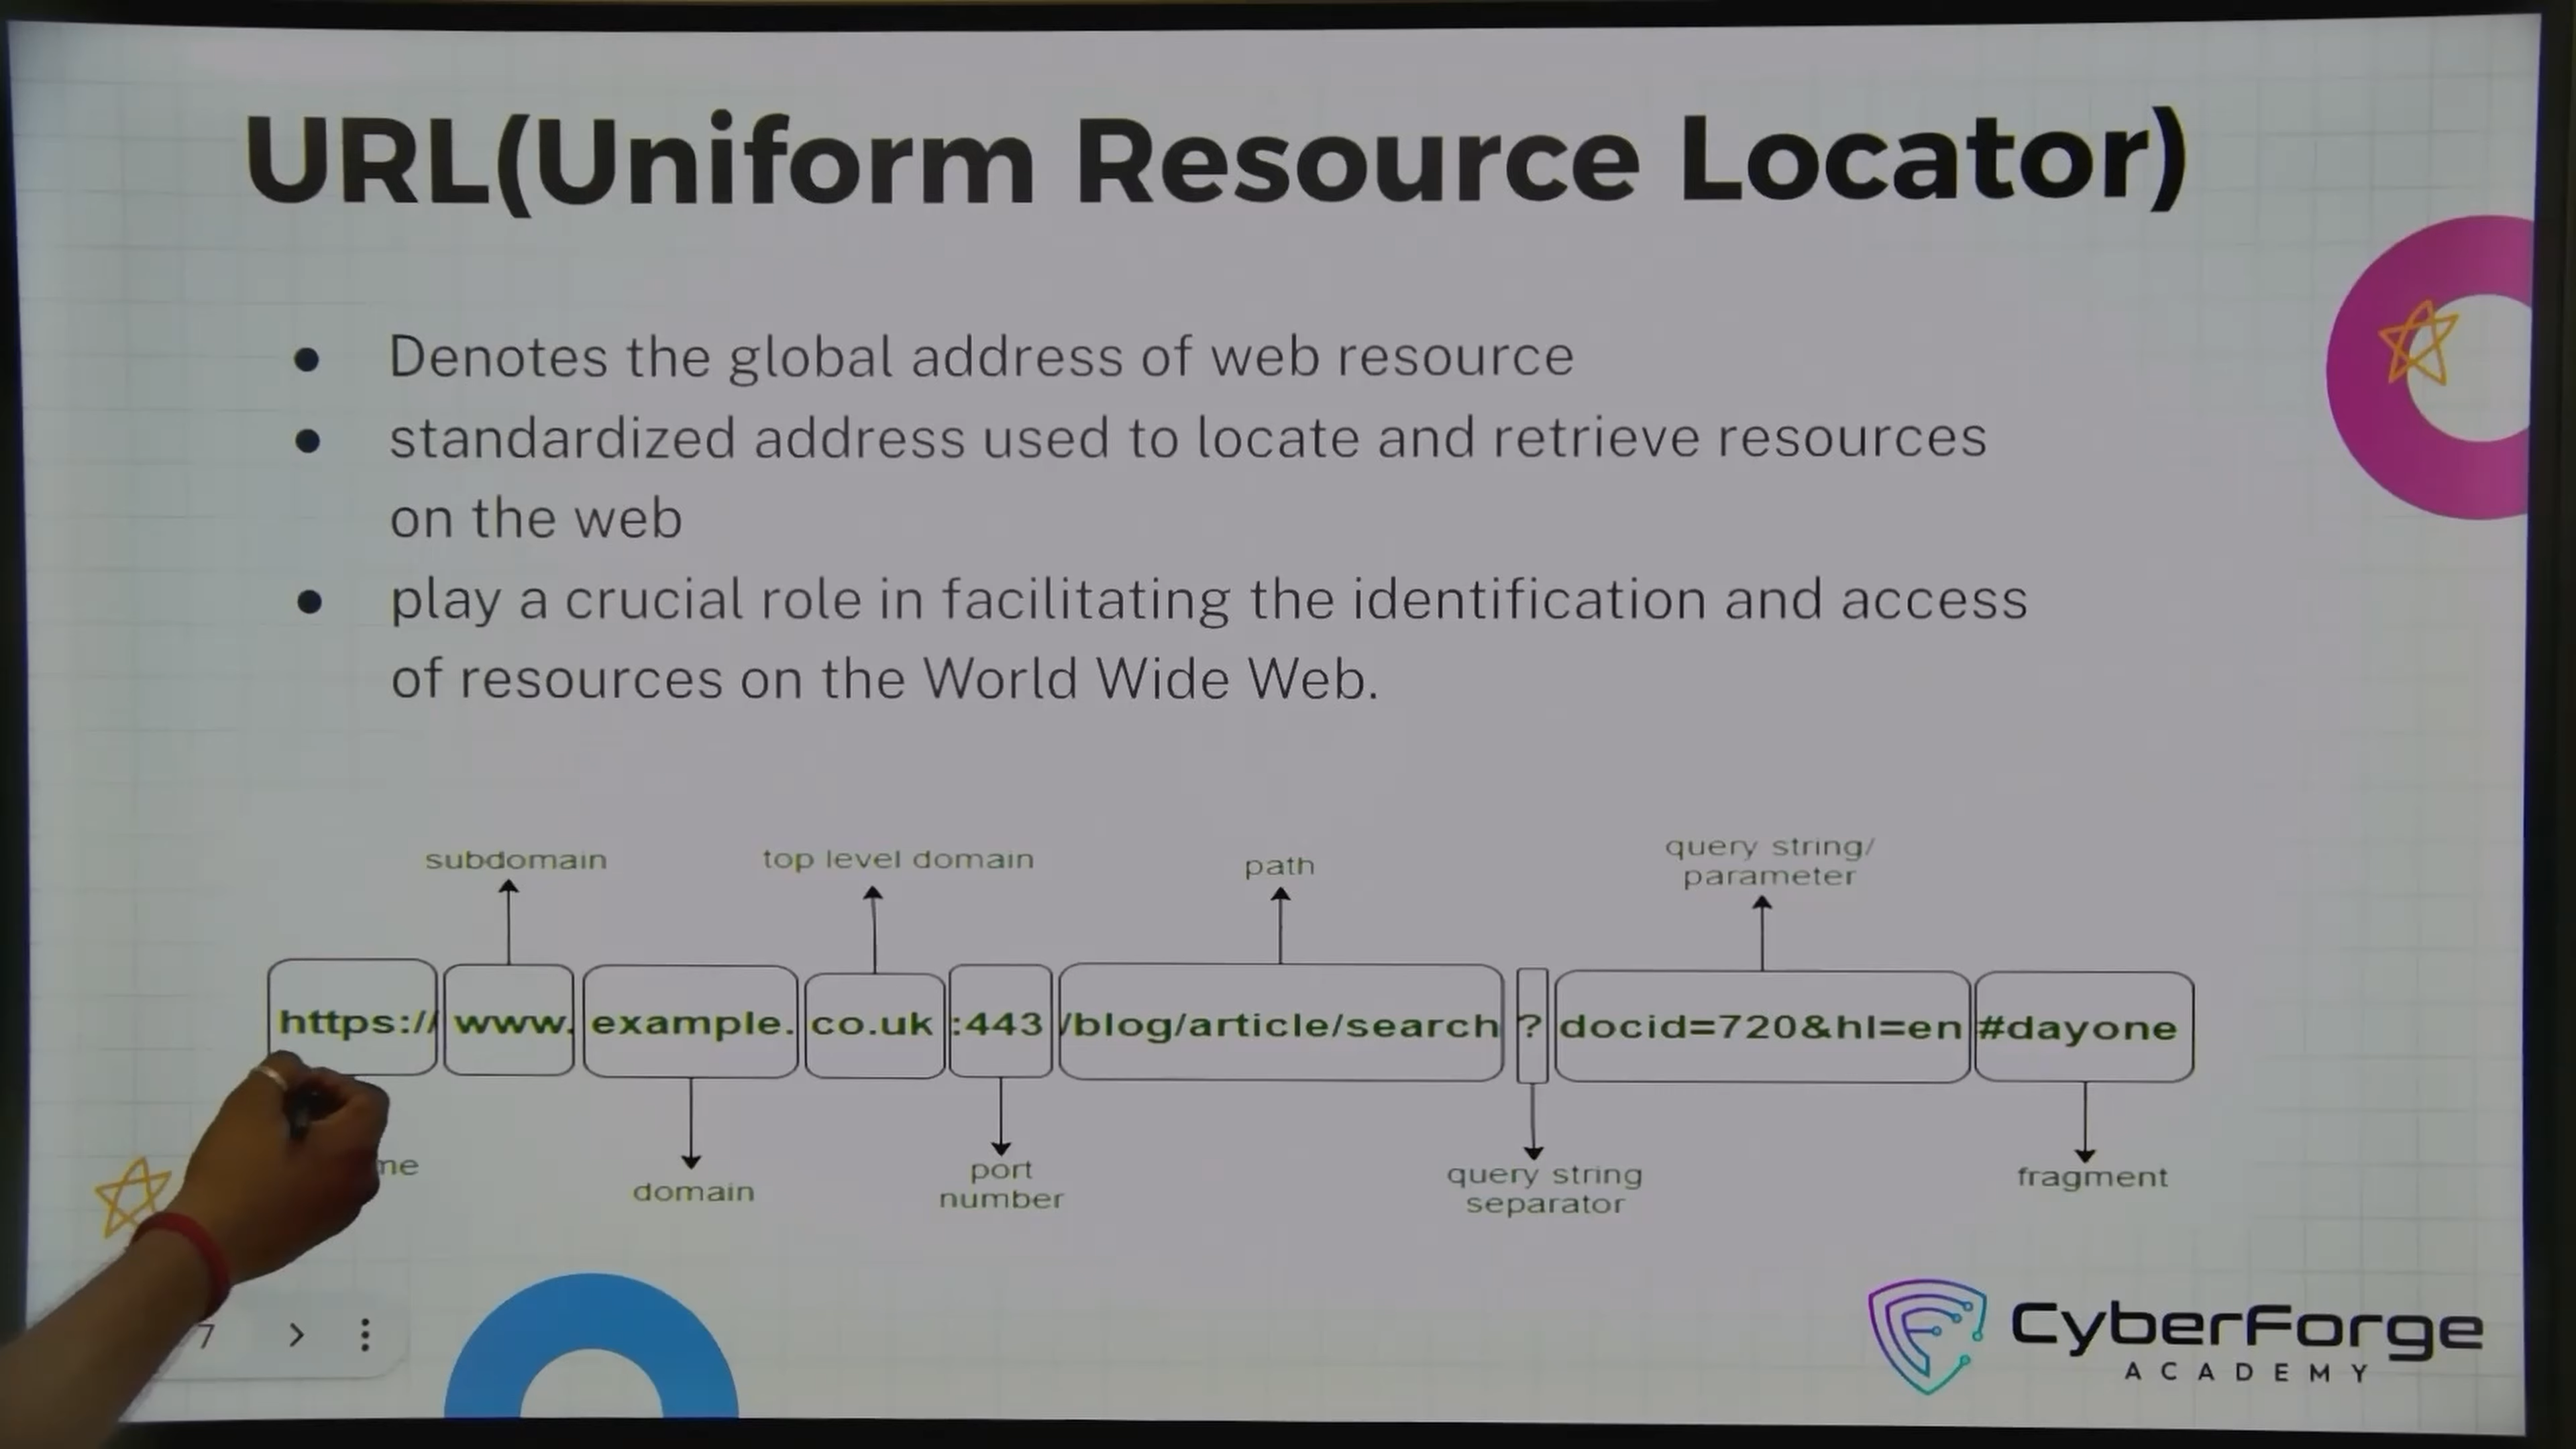 URL(Uniform Resource Locator)
● Denotes the global address of web resource
● standardized address used to locate and retrieve resources
on the web
● play a crucial role in facilitating the identification and access
of resources on the World Wide Web.
subdomain
top level domain
path
query string/
parameter
https:// www. example. co.uk :443 /blog/article/search ? docid=720&hl=en #dayone
domain
port
number
query string
separator
fragment
7
CyberForge
ACADEMY